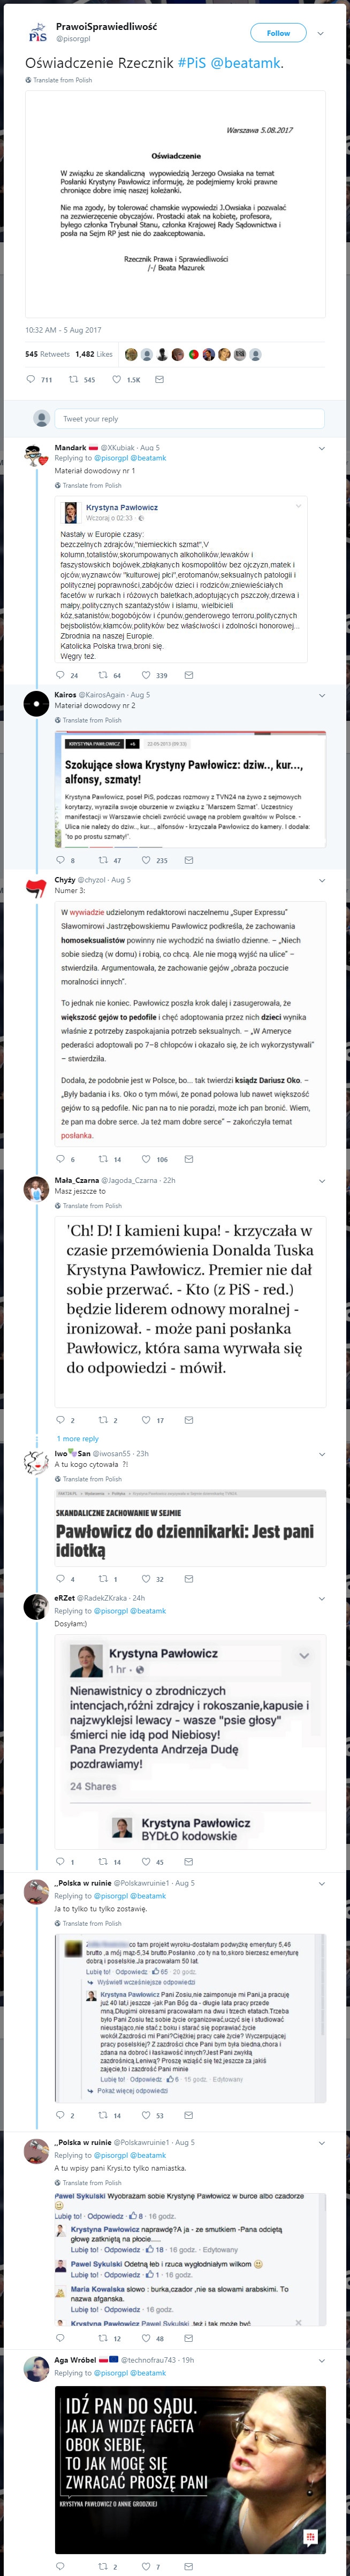 PrawoiSprawiedliwość
@pisorgpl
Follow
Oświadczenie Rzecznik #PiS @beatamk.
Translate from Polish
Warszawa 5.08.2017
Oświadczenie
W związku ze skandaliczną wypowiedzią Jerzego Owsiaka na temat
Posłanki Krystyny Pawłowicz informuję, że podejmiemy kroki prawne
chroniące dobre imię naszej koleżanki.
Nie ma zgody, by tolerować chamskie wypowiedzi J.Owsiaka i pozwalać
na zezwierzęcenie obyczajów. Prostacki atak na kobietę, profesora,
byłego członka Trybunał Stanu, członka Krajowej Rady Sądownictwa i
posła na Sejm RP jest nie do zaakceptowania.
Rzecznik Prawa i Sprawiedliwości
/-/ Beata Mazurek
10:32 AM - 5 Aug 2017
545 Retweets 1,482 Likes
711 545 1.5K
Tweet your reply
Mandark @XKubiak · Aug 5
Replying to @pisorgpl @beatamk
Materiał dowodowy nr 1
Translate from Polish
Krystyna Pawłowicz
Wczoraj o 02:33 ·
Nastały w Europie czasy:
bezczelnych zdrajców,"niemieckich szmat",V
kolumn,totalistów,skorumpowanych alkoholików,lewaków i
faszystowskich bojówek,zbłąkanych kosmopolitów bez ojczyzn,matek i
ojców,wyznawców "kulturowej płci",erotomanów,seksualnych patologii i
politycznej poprawności,zabójców dzieci i rodziców,zniewieściałych
facetów w rurkach i różowych baletkach,adoptujących pszczoły,drzewa i
małpy,politycznych szantażystów i islamu, wielbicieli
kóz,satanistów,bogobójców i ćpunów,genderowego terroru,politycznych
bejsbolistów,kłamców,polityków bez właściwości i zdolności honorowej...
Zbrodnia na naszej Europie.
Katolicka Polska trwa,broni się.
Węgry też.
24 64 339
Kairos @KairosAgain · Aug 5
Materiał dowodowy nr 2
Translate from Polish
KRYSTYNA PAWŁOWICZ +6 22-05-2013 (09:33)
Szokujące słowa Krystyny Pawłowicz: dziw.., kur...,
alfonsy, szmaty!
Krystyna Pawłowicz, poseł PiS, podczas rozmowy z TVN24 na żywo z sejmowych
korytarzy, wyraziła swoje oburzenie w związku z "Marszem Szmat". Uczestnicy
manifestacji w Warszawie chcieli zwrócić uwagę na problem gwałtów w Polsce. -
Ulica nie należy do dziw.., kur..., alfonsów - krzyczała Pawłowicz do kamery. I dodała:
"to po prostu szmaty!".
8 47 235
Chyży @chyzol · Aug 5
Numer 3:
W wywiadzie udzielonym redaktorowi naczelnemu „Super Expressu”
Sławomirowi Jastrzębowskiemu Pawłowicz podkreśla, że zachowania
homoseksualistów powinny nie wychodzić na światło dzienne. – „Niech
sobie siedzą (w domu) i robią, co chcą. Ale nie mogą wyjść na ulice” –
stwierdziła. Argumentowała, że zachowanie gejów „obraża poczucie
moralności innych”.
To jednak nie koniec. Pawłowicz poszła krok dalej i zasugerowała, że
większość gejów to pedofile i chęć adoptowania przez nich dzieci wynika
właśnie z potrzeby zaspokajania potrzeb seksualnych. – „W Ameryce
pederaści adoptowali po 7–8 chłopców i okazało się, że ich wykorzystywali”
– stwierdziła.
Dodała, że podobnie jest w Polsce, bo... tak twierdzi ksiądz Dariusz Oko. –
„Były badania i ks. Oko o tym mówi, że ponad połowa lub nawet większość
gejów to są pedofile. Nic pan na to nie poradzi, może ich pan bronić. Wiem,
że pan ma dobre serce. Ja też mam dobre serce” – zakończyła temat
posłanka.
6 14 106
Mała_Czarna @Jagoda_Czarna · 22h
Masz jeszcze to
Translate from Polish
'Ch! D! I kamieni kupa! - krzyczała w
czasie przemówienia Donalda Tuska
Krystyna Pawłowicz. Premier nie dał
sobie przerwać. - Kto (z PiS - red.)
będzie liderem odnowy moralnej -
ironizował. - może pani posłanka
Pawłowicz, która sama wyrwała się
do odpowiedzi - mówił.
2 2 17
1 more reply
Iwo San @iwosan55 · 23h
A tu kogo cytowała ?!
Translate from Polish
SKANDALICZNE ZACHOWANIE W SEJMIE
Pawłowicz do dziennikarki: Jest pani
idiotką
4 1 32
eRZet @RadekZKraka · 24h
Replying to @pisorgpl @beatamk
Dosyłam:)
Krystyna Pawłowicz
1 hr ·
Nienawistnicy o zbrodniczych
intencjach,różni zdrajcy i rokoszanie,kapusie i
najzwyklejsi lewacy - wasze "psie głosy"
śmierci nie idą pod Niebiosy!
Pana Prezydenta Andrzeja Dudę
pozdrawiamy!
24 Shares
Krystyna Pawłowicz
BYDŁO kodowskie
1 14 45
,,Polska w ruinie @Polskawruinie1 · Aug 5
Replying to @pisorgpl @beatamk
Ja to tylko tu tylko zostawię.
Translate from Polish
co tam projekt wyroku-dostałam podwyżkę emerytury 5,46
brutto ,a mój mąż-5,34 brutto.Posłanko ,co ty na to,skoro bierzesz emeryturę
dobrą i poselskie.Ja pracowałam 50 lat.
Lubię to! · Odpowiedz · 65 · 20 godz.
Wyświetl wcześniejsze odpowiedzi
Krystyna Pawłowicz Pani Zosiu,nie zazimponuje mi Pani,ja pracuję
już 40 lat,i jeszcze -jak Pan Bóg da - długie lata pracy przede
mną.Długimi okresami pracowałam na dwu i trzech etatach.Trzeba
było Pani Zosiu też sobie życie organizować,uczyć się i studiować
nieustająco,nie stać z boku i starać się poprawić życie
wokół.Zazdrości Pani?Ciężkiej pracy całe życie? Wyczerpującej
pracy poselskiej? Z zazdrości chce Pani bym była biedna,chora i
zdana na dobroć i łaskę innych?Jest Pani zwykłą
zazdrośnicą.Leniwą? Proszę wziąść się też jeszcze za jakiś
zajęcie,to i zazdrość Pani minie
Lubię to! · Odpowiedz · 6 · 15 godz. · Edytowany
Pokaż więcej odpowiedzi
2 14 53
,,Polska w ruinie @Polskawruinie1 · Aug 5
Replying to @pisorgpl @beatamk
A tu wpisy pani Krysi.to tylko namiastka.
Translate from Polish
Paweł Sykulski Wyobrażam sobie Krystynę Pawłowicz w burce albo czadorze
Lubię to! · Odpowiedz · 8 · 16 godz.
Krystyna Pawłowicz naprawdę?A ja - ze smutkiem -Pana odciętą
głowę zatkniętą na płocie.....
Lubię to! · Odpowiedz · 18 · 16 godz. · Edytowany
Paweł Sykulski Odetną łeb i rzuca wygłodniałym wilkom
Lubię to! · Odpowiedz · 1 · 16 godz.
Maria Kowalska słowo : burka,czador ,nie sa słowami arabskimi. To
nazwa afganska.
Lubię to! · Odpowiedz · 16 godz.
Krystyna Pawłowicz Paweł Sykulski ,też i tak może być
12 48
Aga Wróbel @technofrau743 · 19h
Replying to @pisorgpl @beatamk
IDŹ PAN DO SĄDU.
JAK JA WIDZĘ FACETA
OBOK SIEBIE,
TO JAK MOGĘ SIĘ
ZWRACAĆ PROSZĘ PANI
KRYSTYNA PAWŁOWICZ O ANNIE GRODZKIEJ
2 7